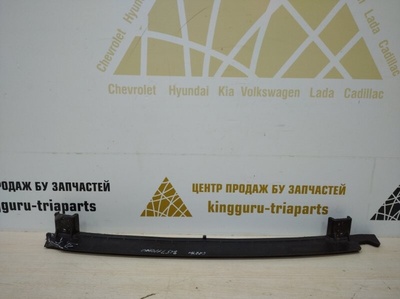 Chevrolet
Hyundai
Kia
Volkswagen
Lada
Cadillac
Chevrolet Hyundai Kia Volkswagen Lada Cadillac
ПРОДАЖ БУ ЗАПЧАСТЕЙ
kingguru-triaparts
ЦЕНТР ПРОДАЖ БУ ЗАПЧАСТЕЙ
kingguru-triaparts